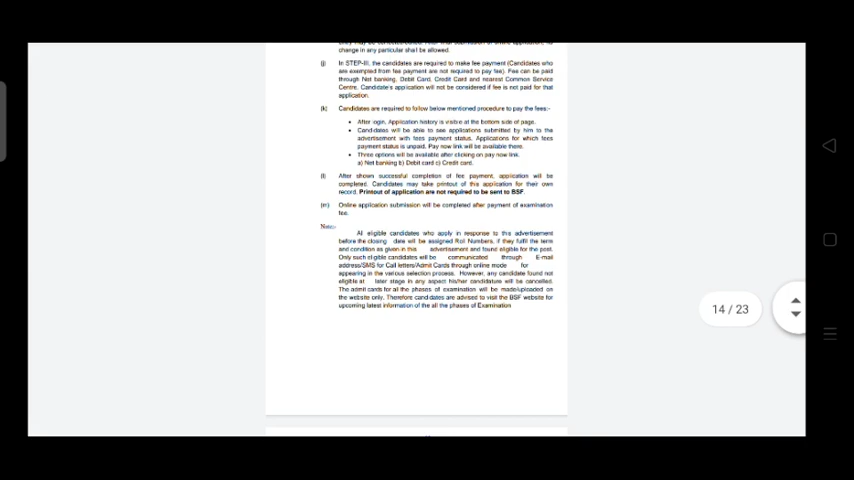 change in any particular shall be allowed.
(j) In STEP-III, the candidates are required to make fee payment (Candidates who
are exempted from fee payment are not required to pay fee). Fee can be paid
through Net banking, Debit Card, Credit Card and nearest Common Service
Centre. Candidate's application will not be considered if fee is not paid for that
application.
(k) Candidates are required to follow below mentioned procedure to pay the fees:-
• After login, Application history is visible at the bottom side of page.
• Candidates will be able to see applications submitted by him to the
advertisement with fees payment status. Applications for which fees
payment status is unpaid. Pay now link will be available there.
• Three options will be available after clicking on pay now link.
a) Net banking b) Debit card c) Credit card.
(l) After shown successful completion of fee payment, application will be
completed. Candidates may take printout of this application for their own
record. Printout of application are not required to be sent to BSF.
(m) Online application submission will be completed after payment of examination
fee.
Note:-
All eligible candidates who apply in response to this advertisement
before the closing date will be assigned Roll Numbers, if they fulfil the term
and condition as given in this advertisement and found eligible for the post.
Only such eligible candidates will be communicated through E-mail
address/SMS for Call letters/Admit Cards through online mode for
appearing in the various selection process. However, any candidate found not
eligible at later stage in any aspect his/her candidature will be cancelled.
The admit cards for all the phases of examination will be made/uploaded on
the website only. Therefore candidates are advised to visit the BSF website for
upcoming latest information of the all the phases of Examination
14 / 23